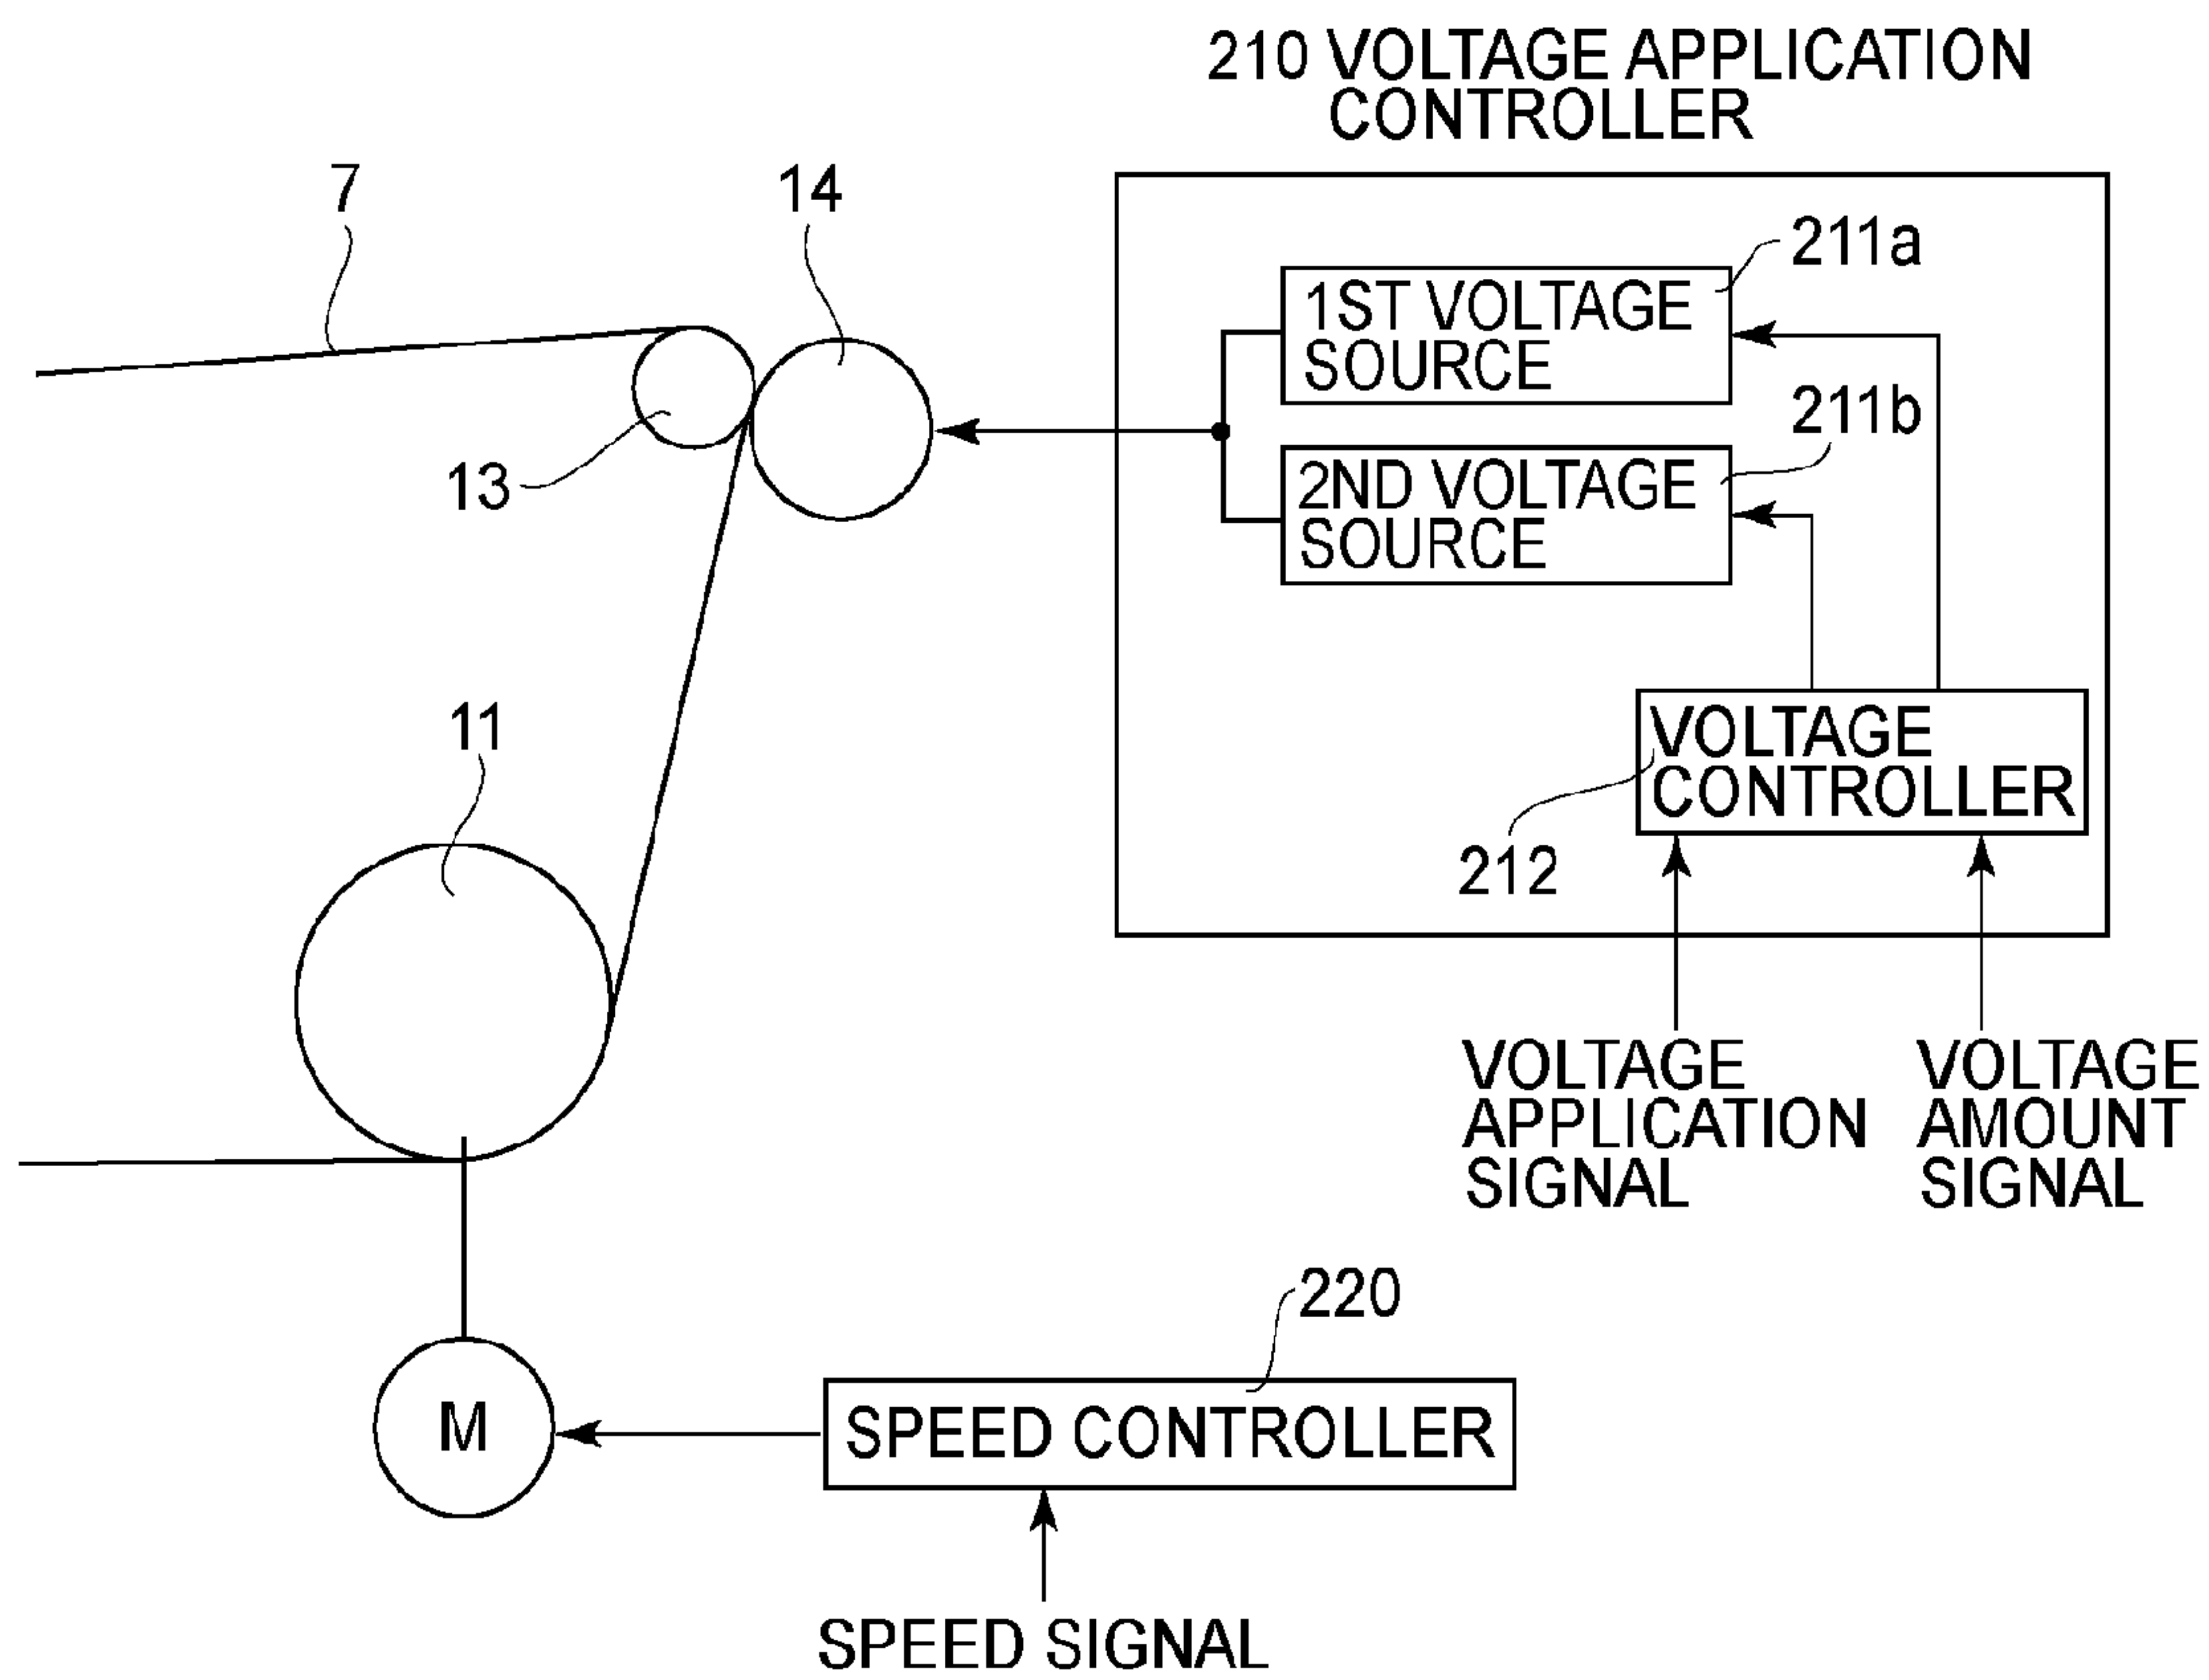 210 VOLTAGE APPLICATION
CONTROLLER
7
14
211a
1ST VOLTAGE
SOURCE
211b
13
2ND VOLTAGE
SOURCE
11
VOLTAGE
CONTROLLER
212
VOLTAGE
APPLICATION
SIGNAL
VOLTAGE
AMOUNT
SIGNAL
220
M
SPEED CONTROLLER
SPEED SIGNAL